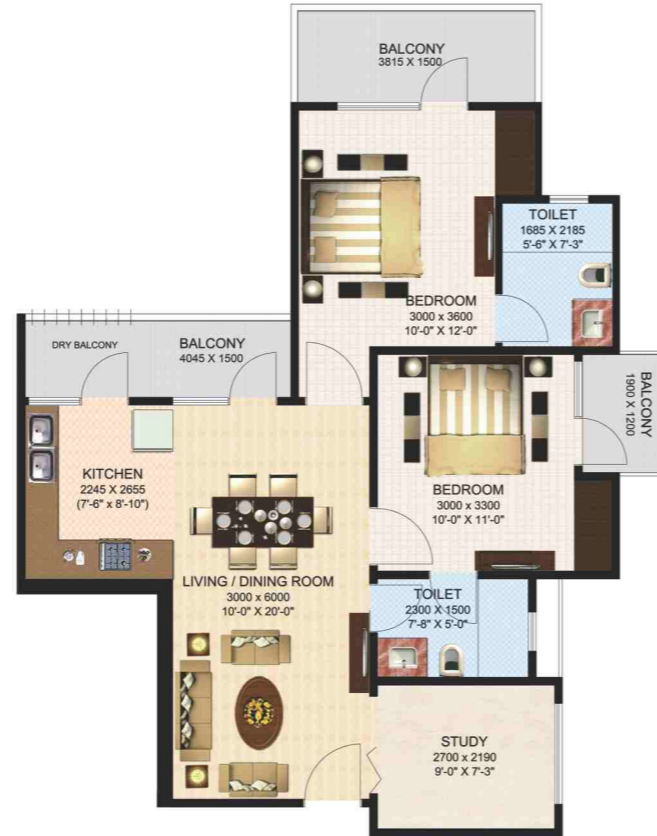 BALCONY
3815 X 1500
TOILET
1685 X 2185
5'-6" X 7'-3"
BEDROOM
3000 x 3600
10'-0" X 12'-0"
DRY BALCONY
BALCONY
4045 X 1500
BALCONY
1900 X 1200
KITCHEN
2245 X 2655
(7'-6" x 8'-10")
BEDROOM
3000 x 3300
10'-0" X 11'-0"
LIVING / DINING ROOM
3000 x 6000
10'-0" X 20'-0"
TOILET
2300 X 1500
7'-8" X 5'-0"
STUDY
2700 x 2190
9'-0" X 7'-3"